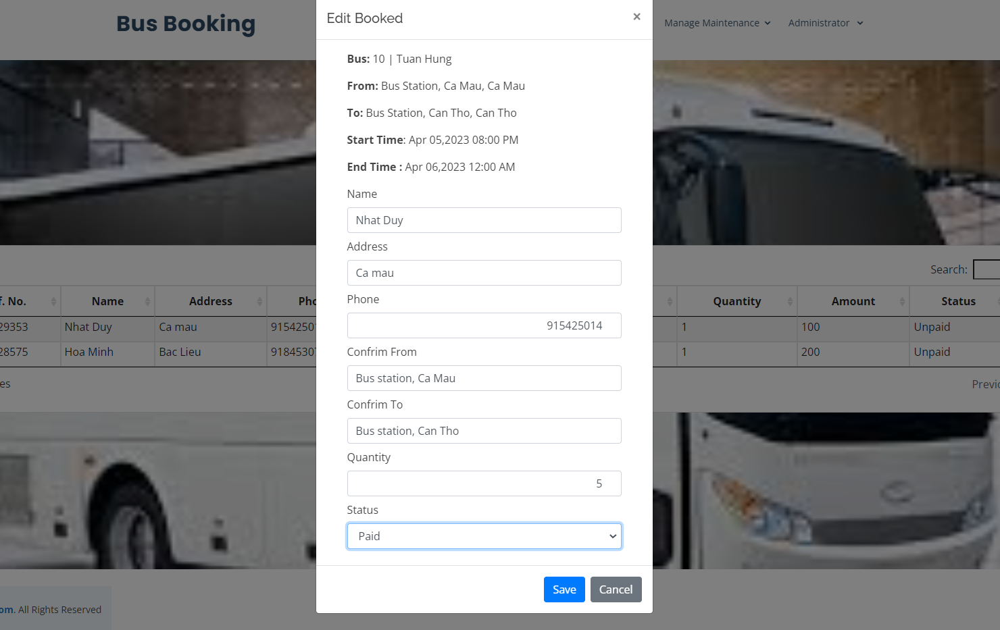 Bus Booking
Manage Maintenance
Administrator
Edit Booked
×
Bus: 10 | Tuan Hung
From: Bus Station, Ca Mau, Ca Mau
To: Bus Station, Can Tho, Can Tho
Start Time: Apr 05,2023 08:00 PM
End Time : Apr 06,2023 12:00 AM
Name
Nhat Duy
Address
Ca mau
Phone
915425014
Confrim From
Bus station, Ca Mau
Confrim To
Bus station, Can Tho
Quantity
5
Status
Paid
Save Cancel
Search:
f. No. Name Address Pho Quantity Amount Status
29353 Nhat Duy Ca mau 91542501 1 100 Unpaid
28575 Hoa Minh Bac Lieu 9184530 1 200 Unpaid
es
Previo
om. All Rights Reserved